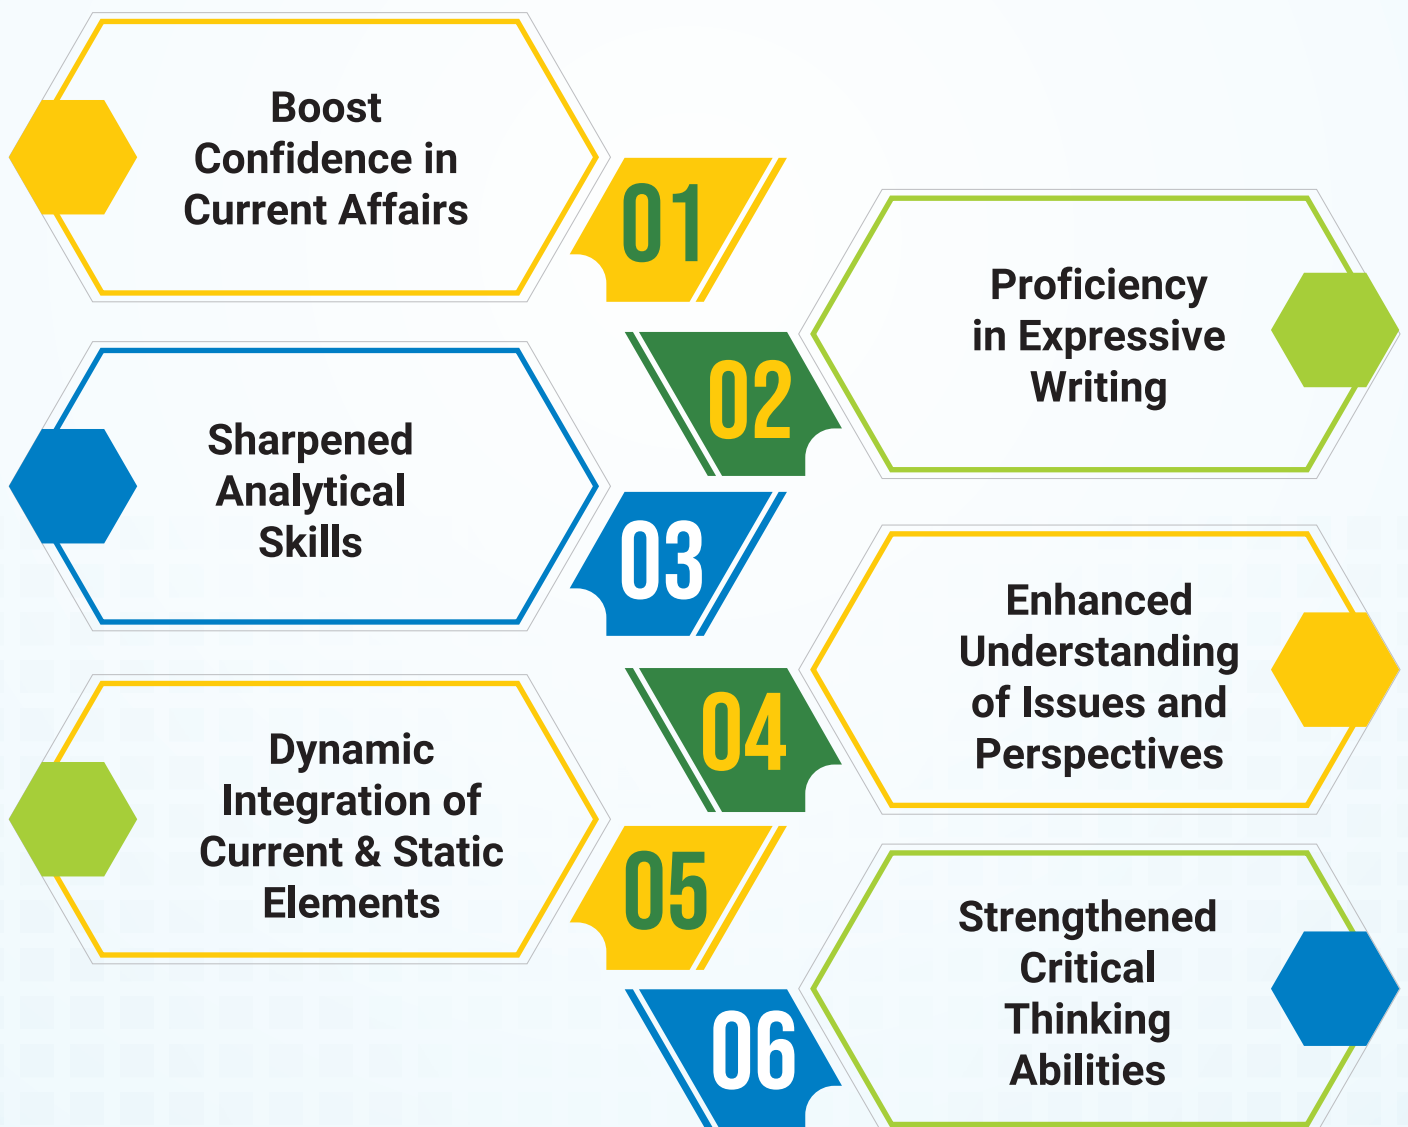 Boost
Confidence in
Current Affairs
01
Proficiency
in Expressive
Writing
02
Sharpened
Analytical
Skills
03
Enhanced
Understanding
of Issues and
Perspectives
04
Dynamic
Integration of
Current & Static
Elements
05
Strengthened
Critical
Thinking
Abilities
06